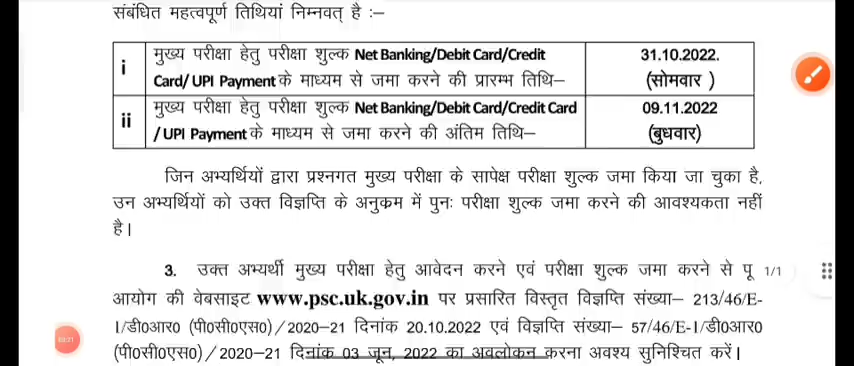 संबंधित महत्वपूर्ण तिथियां निम्नवत् है :–
i मुख्य परीक्षा हेतु परीक्षा शुल्क Net Banking/Debit Card/Credit 31.10.2022.
Card/ UPI Payment के माध्यम से जमा करने की प्रारम्भ तिथि– (सोमवार )
ii मुख्य परीक्षा हेतु परीक्षा शुल्क Net Banking/Debit Card/Credit Card 09.11.2022
/ UPI Payment के माध्यम से जमा करने की अंतिम तिथि– (बुधवार)
जिन अभ्यर्थियों द्वारा प्रश्नगत मुख्य परीक्षा के सापेक्ष परीक्षा शुल्क जमा किया जा चुका है,
उन अभ्यर्थियों को उक्त विज्ञप्ति के अनुक्रम में पुनः परीक्षा शुल्क जमा करने की आवश्यकता नहीं
है।
3. उक्त अभ्यर्थी मुख्य परीक्षा हेतु आवेदन करने एवं परीक्षा शुल्क जमा करने से पू 1/1
आयोग की वेबसाइट www.psc.uk.gov.in पर प्रसारित विस्तृत विज्ञप्ति संख्या– 213/46/E-
1/डी0आर0 (पी0सी0एस0)/2020–21 दिनांक 20.10.2022 एवं विज्ञप्ति संख्या– 57/46/E-1/डी0आर0
(पी0सी0एस0)/2020–21 दिनांक 03 जून, 2022 का अवलोकन करना अवश्य सुनिश्चित करें।